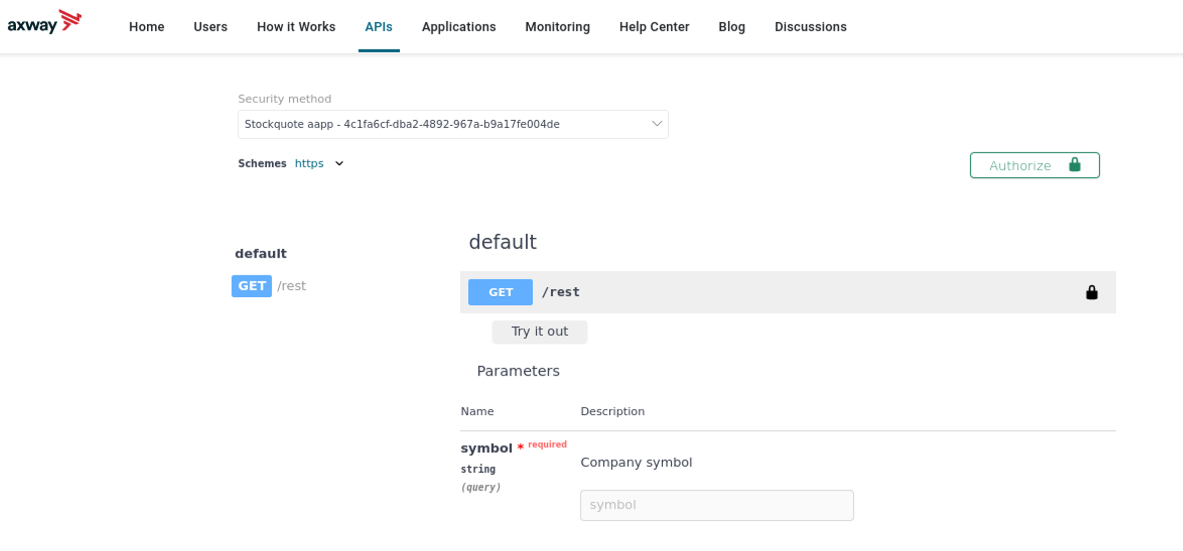 axway
Home Users How it Works APIs Applications Monitoring Help Center Blog Discussions
Security method
Stockquote aapp - 4c1fa6cf-dba2-4892-967a-b9a17fe004de
Schemes https
Authorize
default
GET /rest
default
GET /rest
Try it out
Parameters
Name Description
symbol * required
string
(query)
Company symbol
symbol